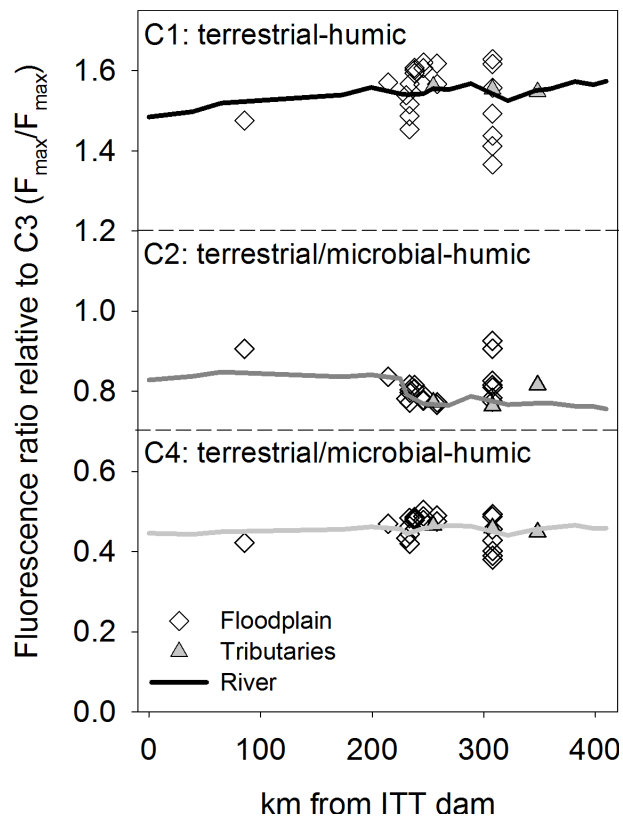 C1: terrestrial-humic
C2: terrestrial/microbial-humic
C4: terrestrial/microbial-humic
Fluorescence ratio relative to C3 (Fmax/Fmax)
1.6
1.4
1.2
1.0
0.8
0.6
0.4
0.2
0.0
Floodplain
Tributaries
River
0 100 200 300 400
km from ITT dam